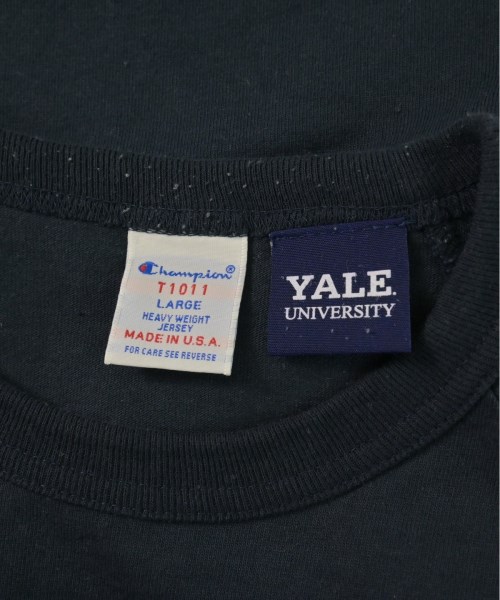 Champion®
T1011
LARGE
HEAVY WEIGHT
JERSEY
MADE IN U.S.A.
FOR CARE SEE REVERSE
YALE.
UNIVERSITY